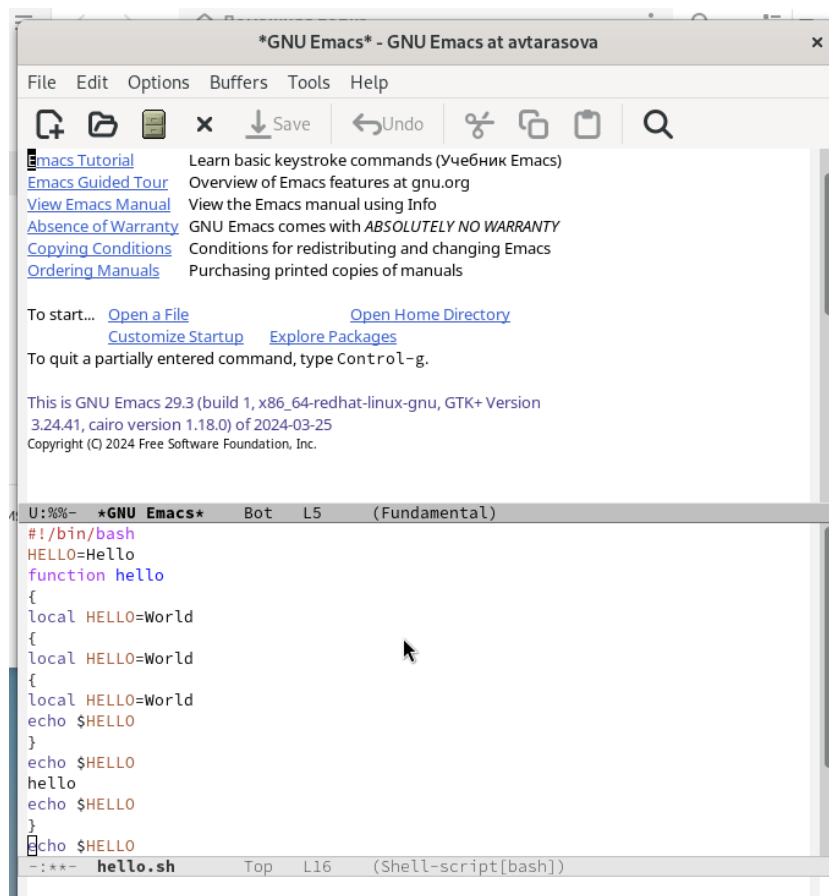 *GNU Emacs* - GNU Emacs at avtarasova
File Edit Options Buffers Tools Help
Save Undo
Emacs Tutorial Learn basic keystroke commands (Учебник Emacs)
Emacs Guided Tour Overview of Emacs features at gnu.org
View Emacs Manual View the Emacs manual using Info
Absence of Warranty GNU Emacs comes with ABSOLUTELY NO WARRANTY
Copying Conditions Conditions for redistributing and changing Emacs
Ordering Manuals Purchasing printed copies of manuals
To start... Open a File Open Home Directory
Customize Startup Explore Packages
To quit a partially entered command, type Control-g.
This is GNU Emacs 29.3 (build 1, x86_64-redhat-linux-gnu, GTK+ Version
3.24.41, cairo version 1.18.0) of 2024-03-25
Copyright (C) 2024 Free Software Foundation, Inc.
U:%%- *GNU Emacs* Bot L5 (Fundamental)
#!/bin/bash
HELLO=Hello
function hello
{
local HELLO=World
{
local HELLO=World
{
local HELLO=World
echo $HELLO
}
echo $HELLO
hello
echo $HELLO
}
echo $HELLO
-:**- hello.sh Top L16 (Shell-script[bash])